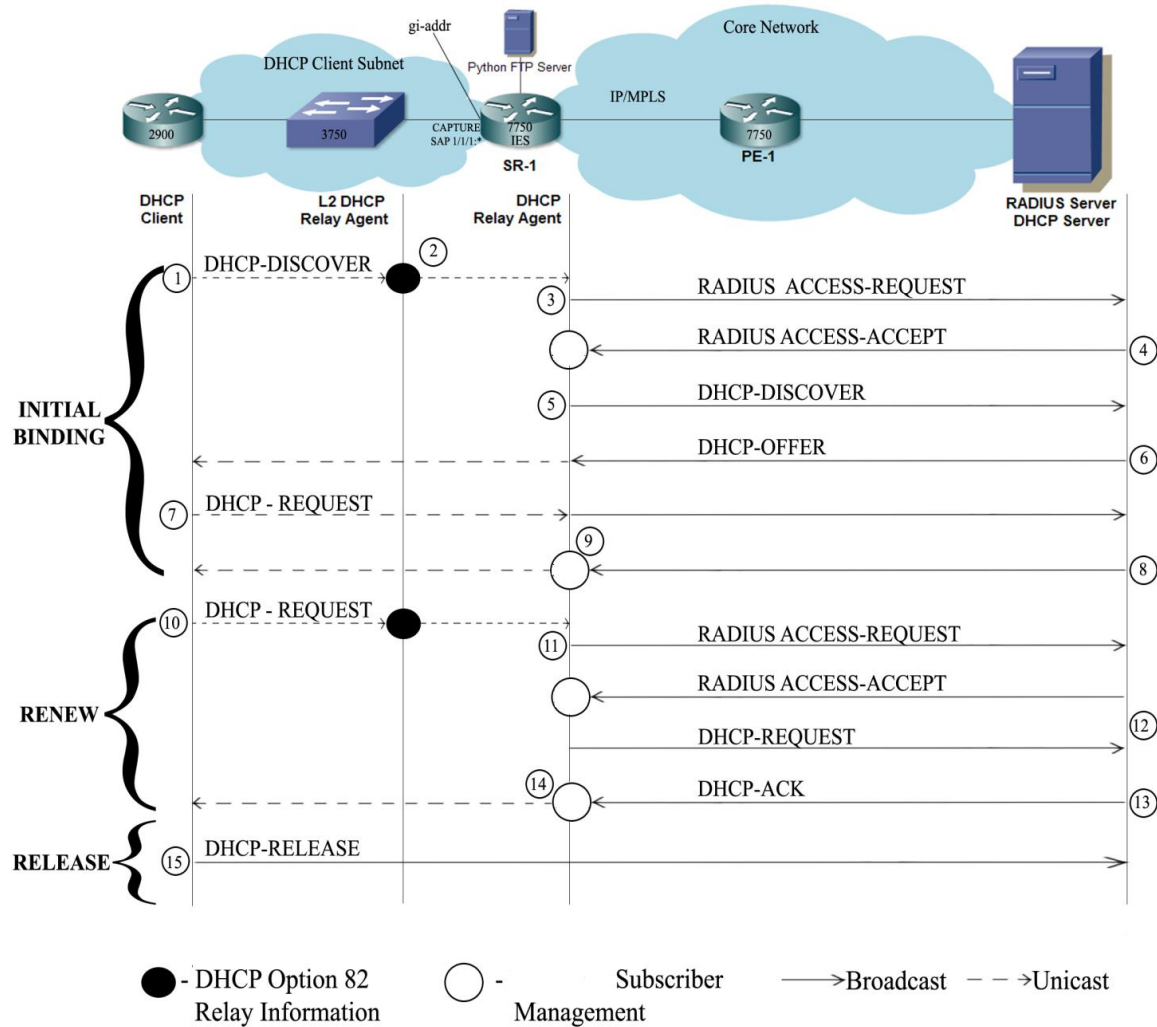 gi-addr
Core Network
DHCP Client Subnet
Python FTP Server
IP/MPLS
2900
3750
CAPTURE
SAP 1/1/1:*
7750
IES
7750
SR-1
PE-1
DHCP
Client
L2 DHCP
Relay Agent
DHCP
Relay Agent
RADIUS Server
DHCP Server
INITIAL
BINDING
1
DHCP-DISCOVER
2
3
RADIUS ACCESS-REQUEST
RADIUS ACCESS-ACCEPT
4
5
DHCP-DISCOVER
DHCP-OFFER
6
7
DHCP - REQUEST
9
8
RENEW
10
DHCP - REQUEST
11
RADIUS ACCESS-REQUEST
RADIUS ACCESS-ACCEPT
12
DHCP-REQUEST
14
DHCP-ACK
13
RELEASE
15
DHCP-RELEASE
- DHCP Option 82
Relay Information
- Subscriber
Management
Broadcast
Unicast